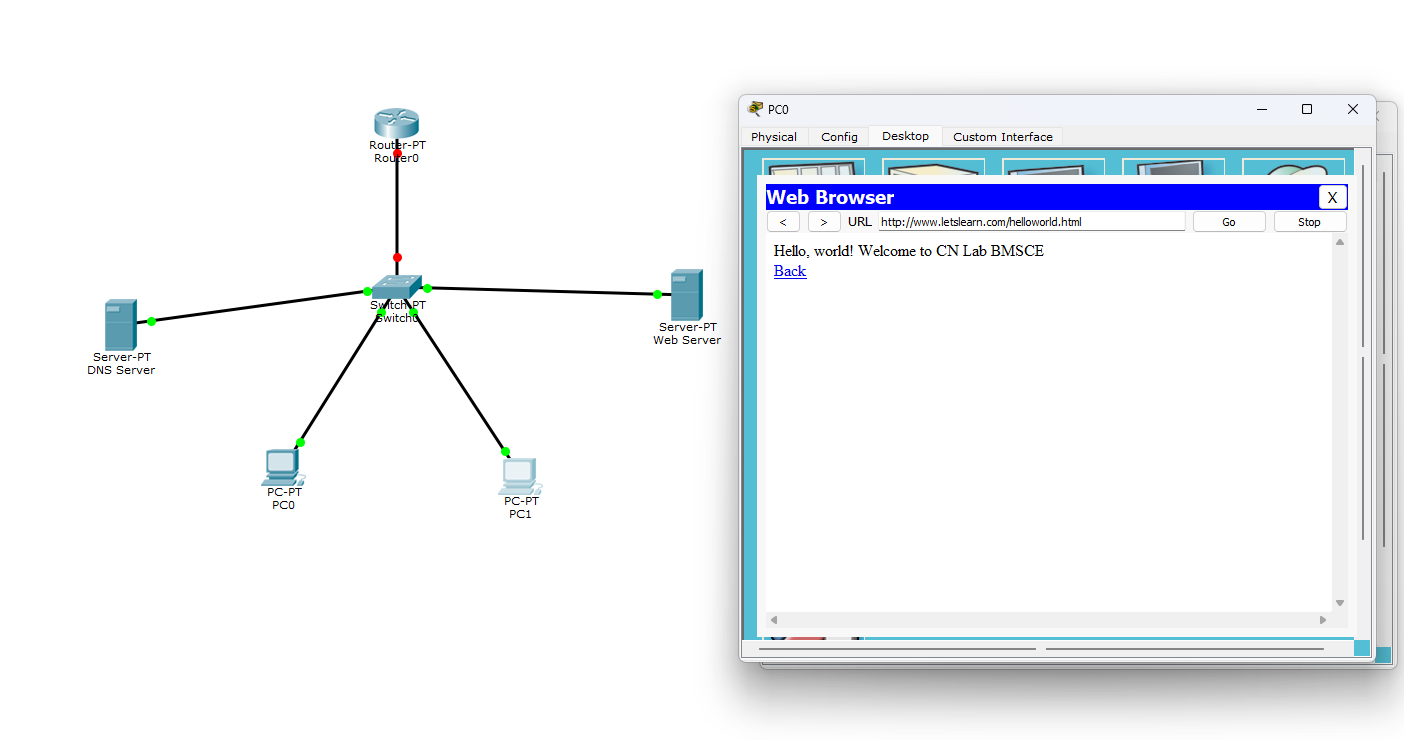 Router-PT
Router0
Switch-PT
Switch0
Server-PT
DNS Server
Server-PT
Web Server
PC-PT
PC0
PC-PT
PC1
PC0
Physical
Config
Desktop
Custom Interface
Web Browser
X
<
>
URL
http://www.letslearn.com/helloworld.html
Go
Stop
Hello, world! Welcome to CN Lab BMSCE
Back